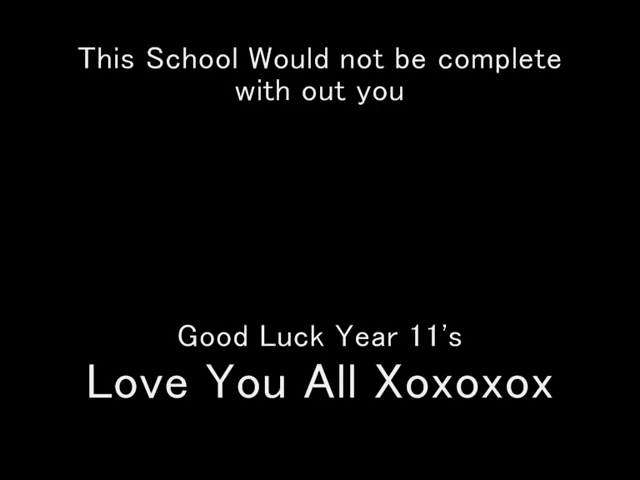 This School Would not be complete
with out you
Good Luck Year 11's
Love You All Xoxoxox